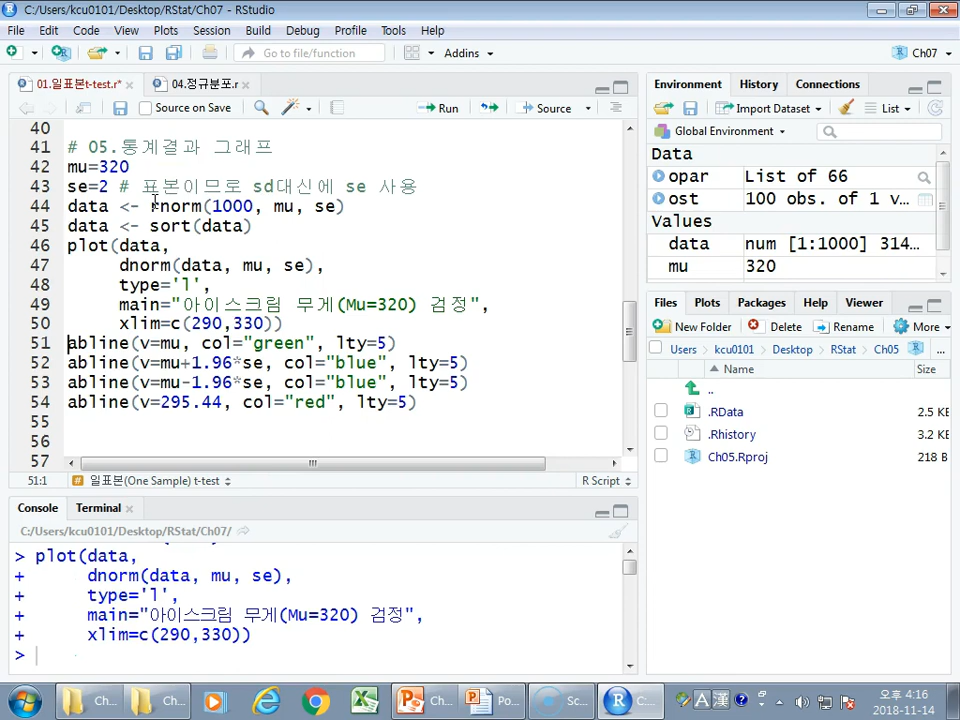 C:/Users/kcu0101/Desktop/RStat/Ch07 - RStudio
File Edit Code View Plots Session Build Debug Profile Tools Help
Go to file/function Addins Ch07
01.일표본t-test.r* 04.정규분포.r
Source on Save Run Source
40
41 # 05.통계결과 그래프
42 mu=320
43 se=2 # 표본이므로 sd대신에 se 사용
44 data <- rnorm(1000, mu, se)
45 data <- sort(data)
46 plot(data,
47 dnorm(data, mu, se),
48 type='l',
49 main="아이스크림 무게(Mu=320) 검정",
50 xlim=c(290,330))
51 abline(v=mu, col="green", lty=5)
52 abline(v=mu+1.96*se, col="blue", lty=5)
53 abline(v=mu-1.96*se, col="blue", lty=5)
54 abline(v=295.44, col="red", lty=5)
55
56
57
51:1 # 일표본(One Sample) t-test R Script
Console Terminal
C:/Users/kcu0101/Desktop/RStat/Ch07/
> plot(data,
+ dnorm(data, mu, se),
+ type='l',
+ main="아이스크림 무게(Mu=320) 검정",
+ xlim=c(290,330))
>
Environment History Connections
Import Dataset List
Global Environment
Data
opar List of 66
ost 100 obs. of 1 v...
Values
data num [1:1000] 314...
mu 320
Files Plots Packages Help Viewer
New Folder Delete Rename More
Users kcu0101 Desktop RStat Ch05 ...
Name Size
..
.RData 2.5 KB
.Rhistory 3.2 KB
Ch05.Rproj 218 B
Ch... Ch... Ch... Po... Sc... C... A 漢
오후 4:16
2018-11-14